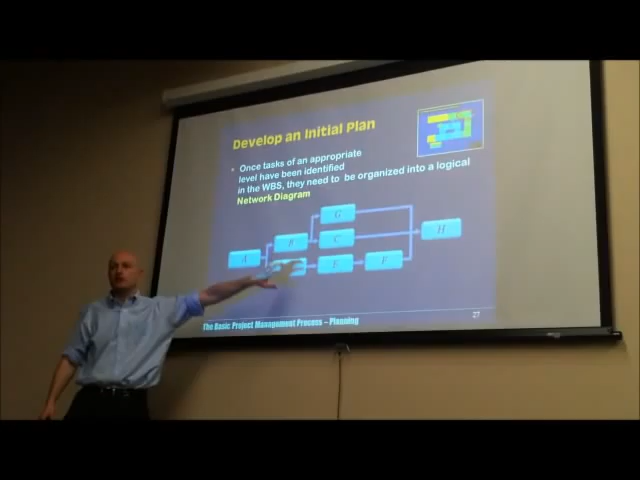 Develop an Initial Plan
Once tasks of an appropriate
level have been identified
in the WBS, they need to be organized into a logical
Network Diagram
G
B
C
H
A
E
F
The Basic Project Management Process – Planning
27